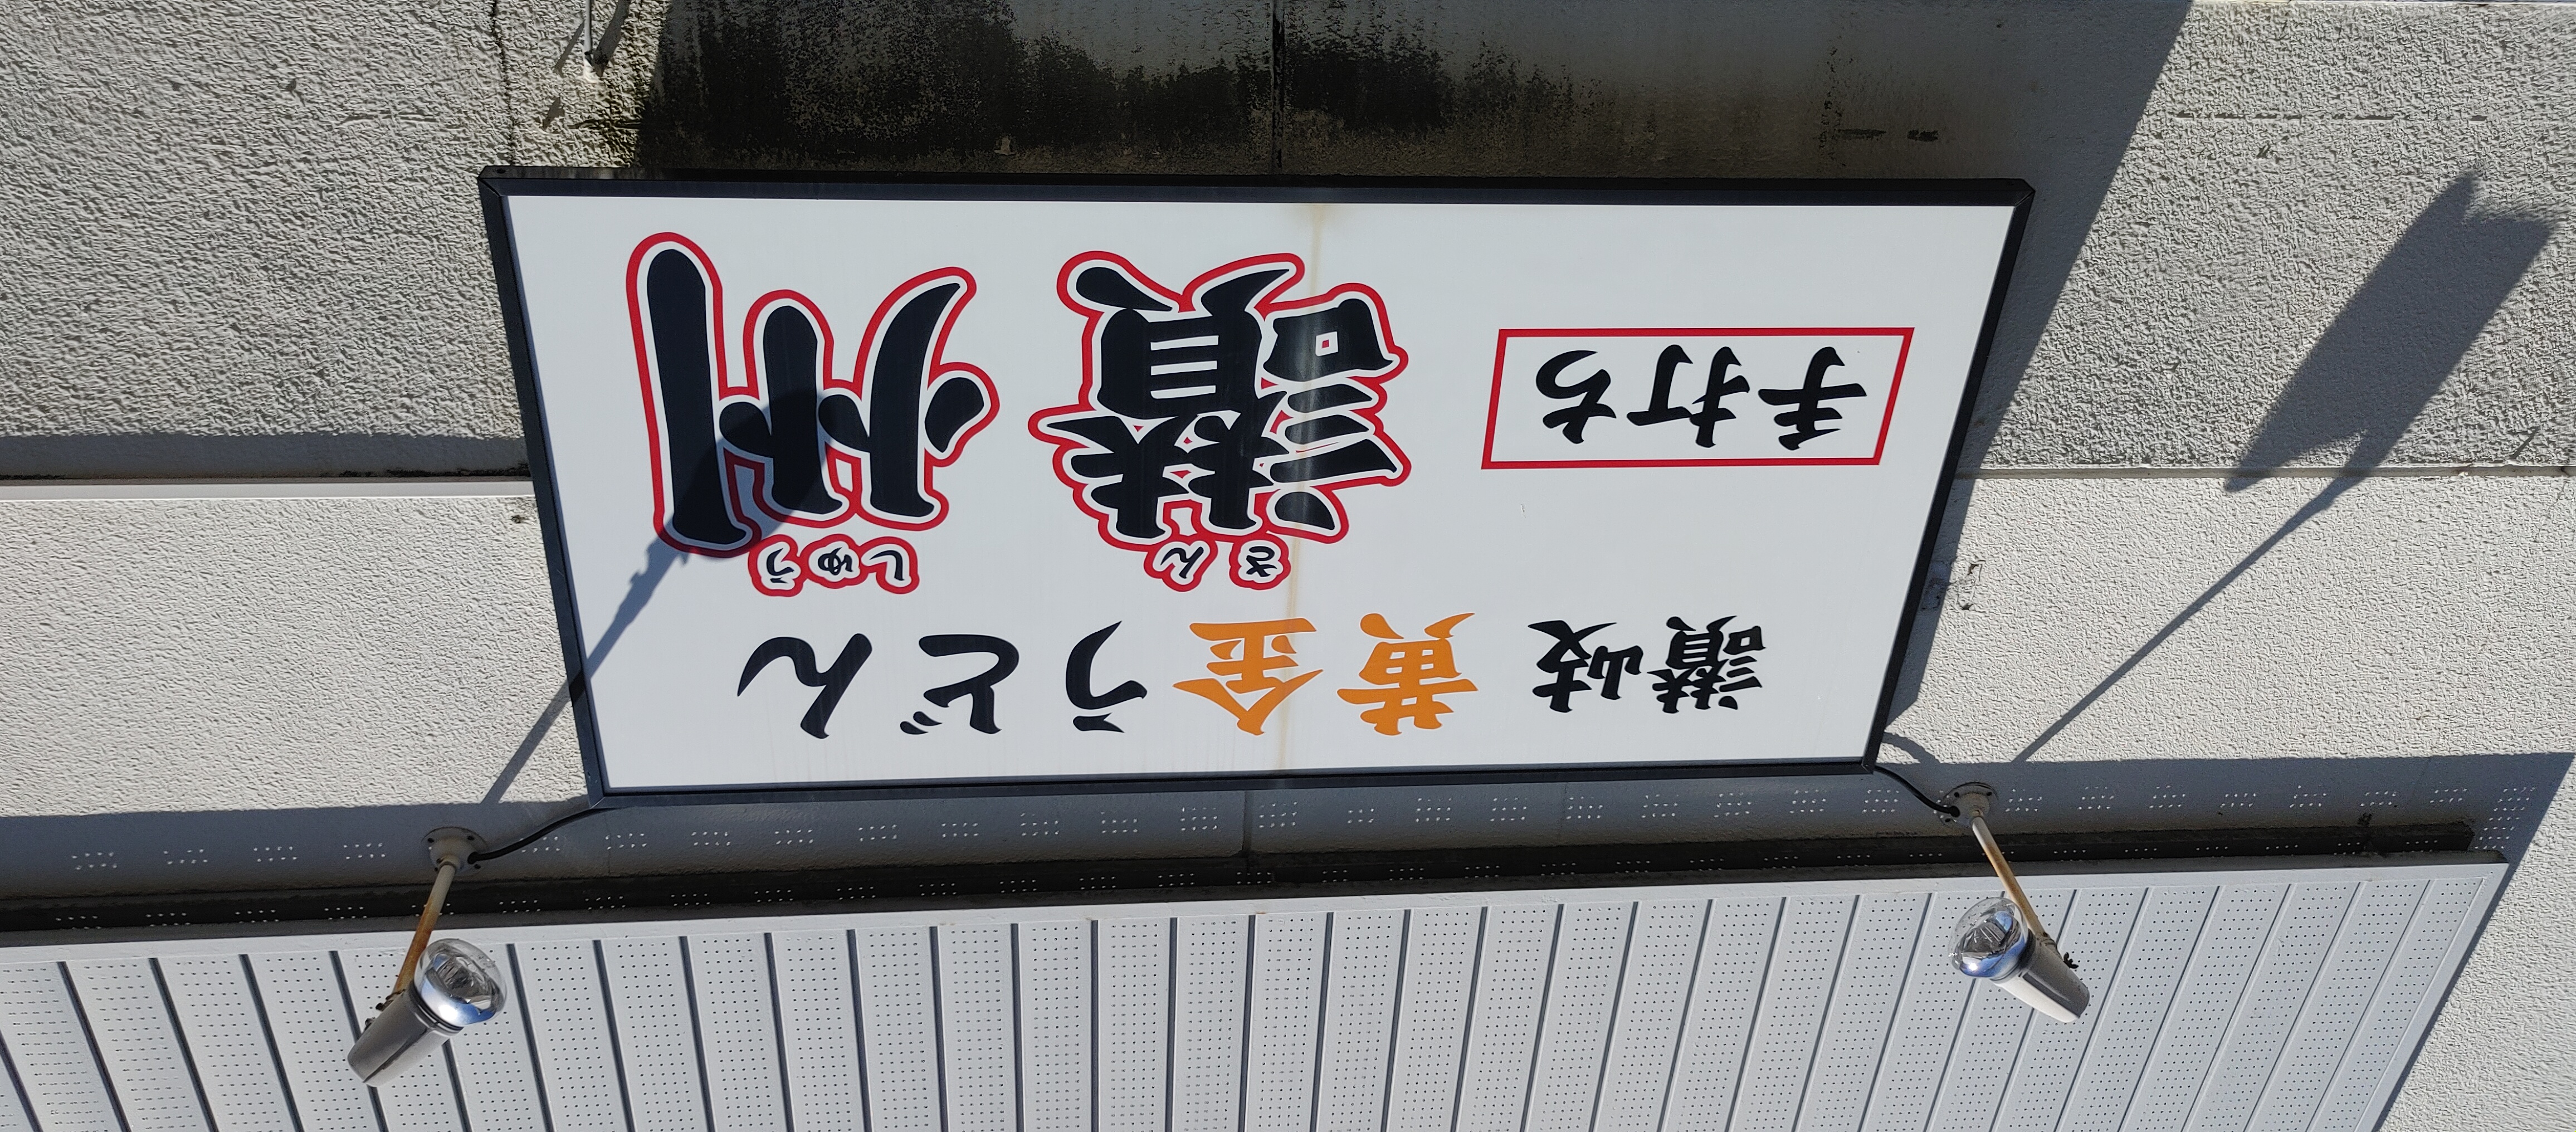 讃岐黄金うどん
さん しゅう
手打ち 讃州